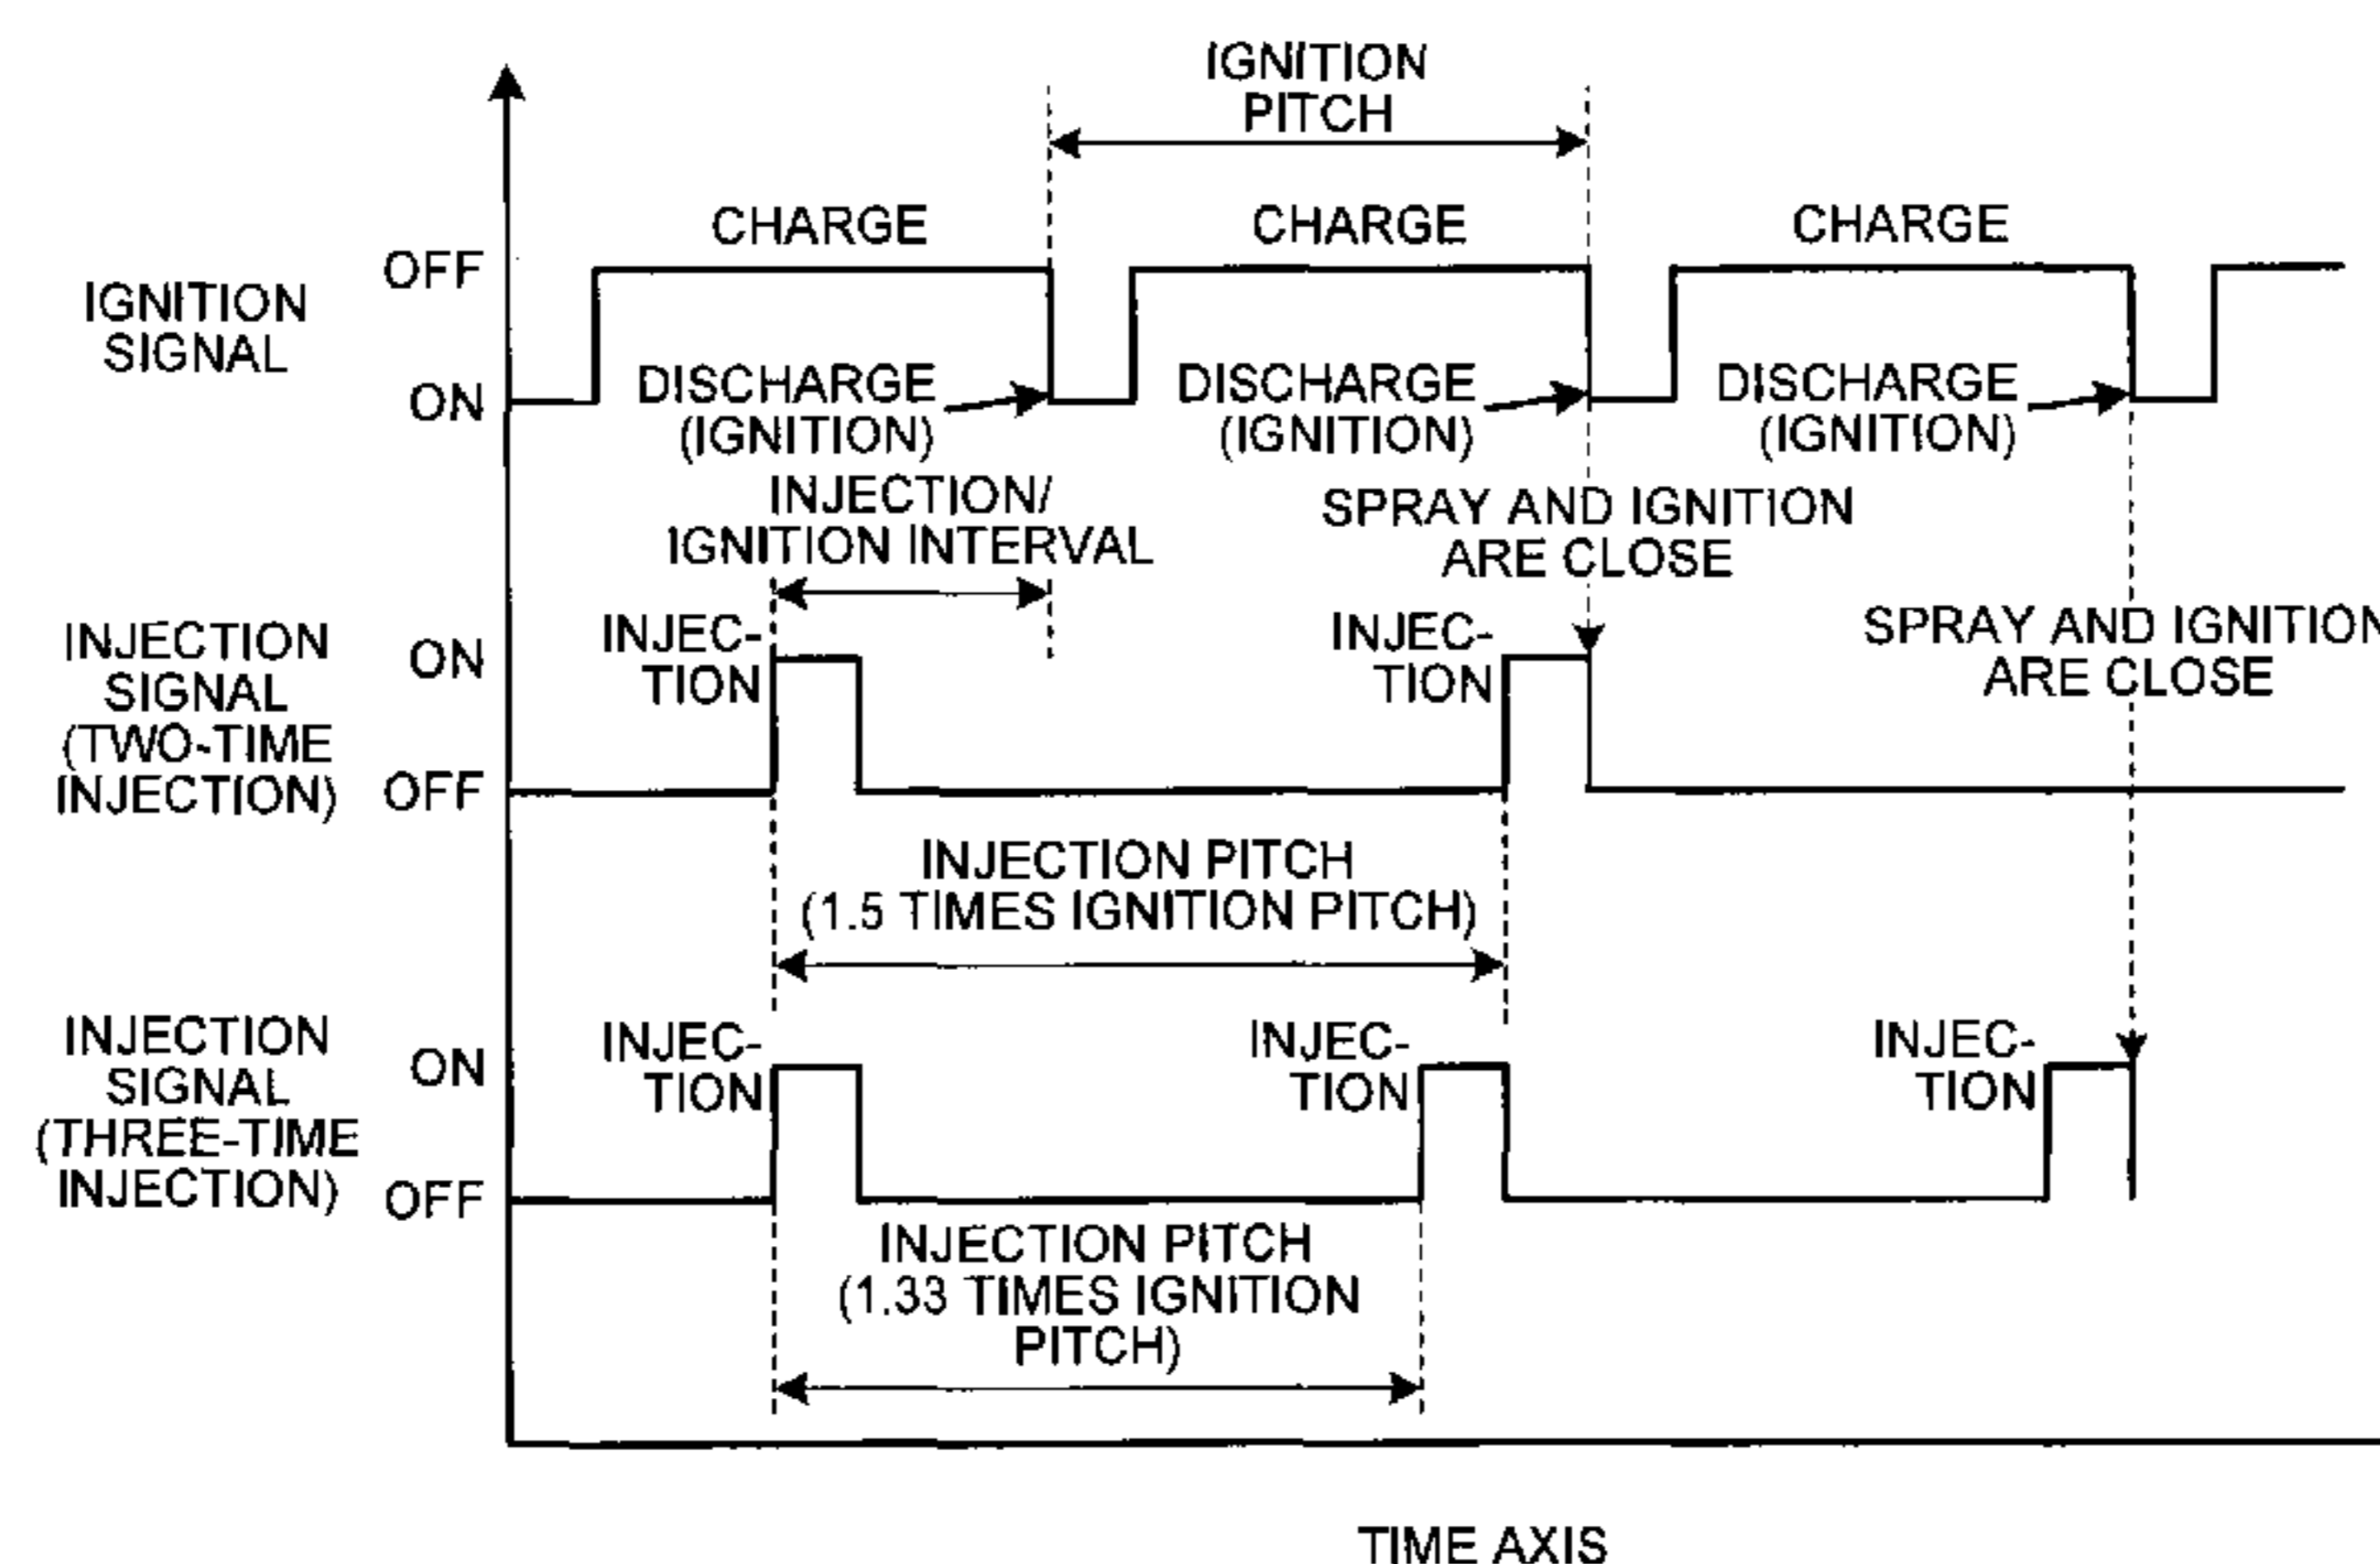 IGNITION
PITCH
CHARGE
CHARGE
CHARGE
OFF
IGNITION
SIGNAL
ON
DISCHARGE
(IGNITION)
DISCHARGE
(IGNITION)
DISCHARGE
(IGNITION)
INJECTION/
IGNITION INTERVAL
SPRAY AND IGNITION
ARE CLOSE
SPRAY AND IGNITION
ARE CLOSE
INJECTION
SIGNAL
(TWO-TIME
INJECTION)
ON
OFF
INJEC-
TION
INJEC-
TION
INJECTION PITCH
(1.5 TIMES IGNITION PITCH)
INJECTION
SIGNAL
(THREE-TIME
INJECTION)
ON
OFF
INJEC-
TION
INJEC-
TION
INJEC-
TION
INJECTION PITCH
(1.33 TIMES IGNITION
PITCH)
TIME AXIS